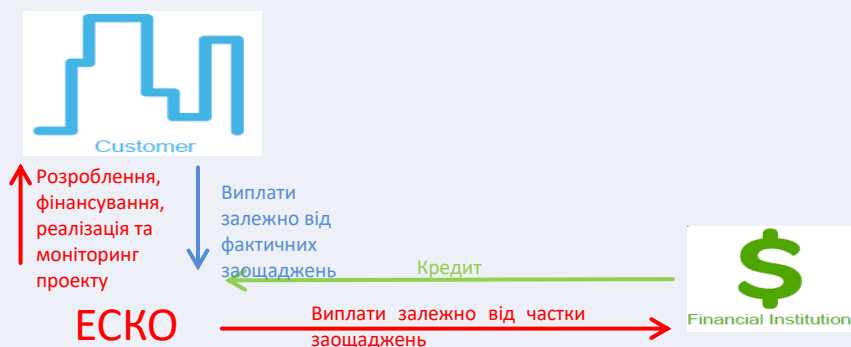 Customer
Розроблення,
фінансування,
реалізація та
моніторинг
проекту
Виплати
залежно від
фактичних
заощаджень
Кредит
Financial Institution
ЕСКО
Виплати залежно від частки
заощаджень